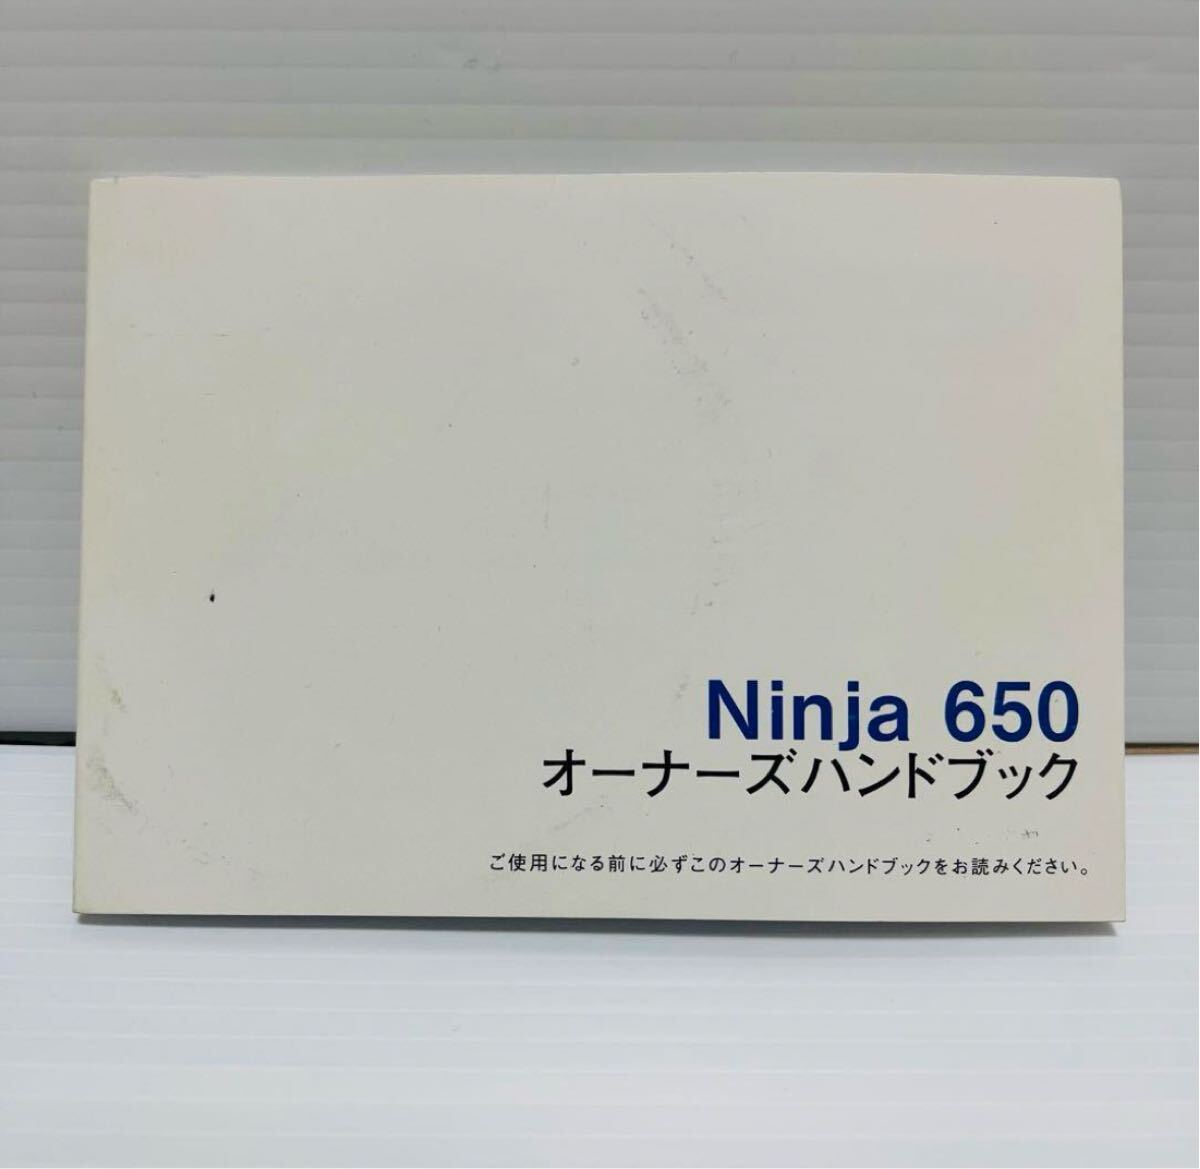 Ninja 650
オーナーズハンドブック
ご使用になる前に必ずこのオーナーズハンドブックをお読みください。